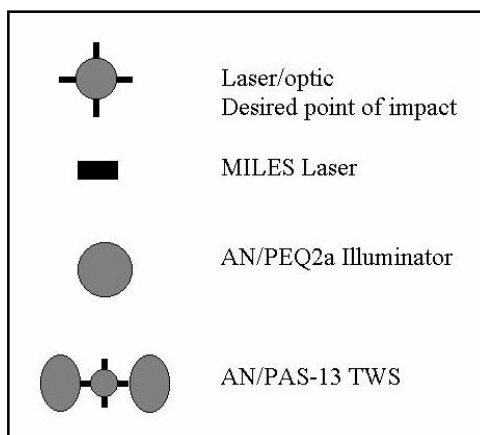 Laser/optic
Desired point of impact
MILES Laser
AN/PEQ2a Illuminator
AN/PAS-13 TWS